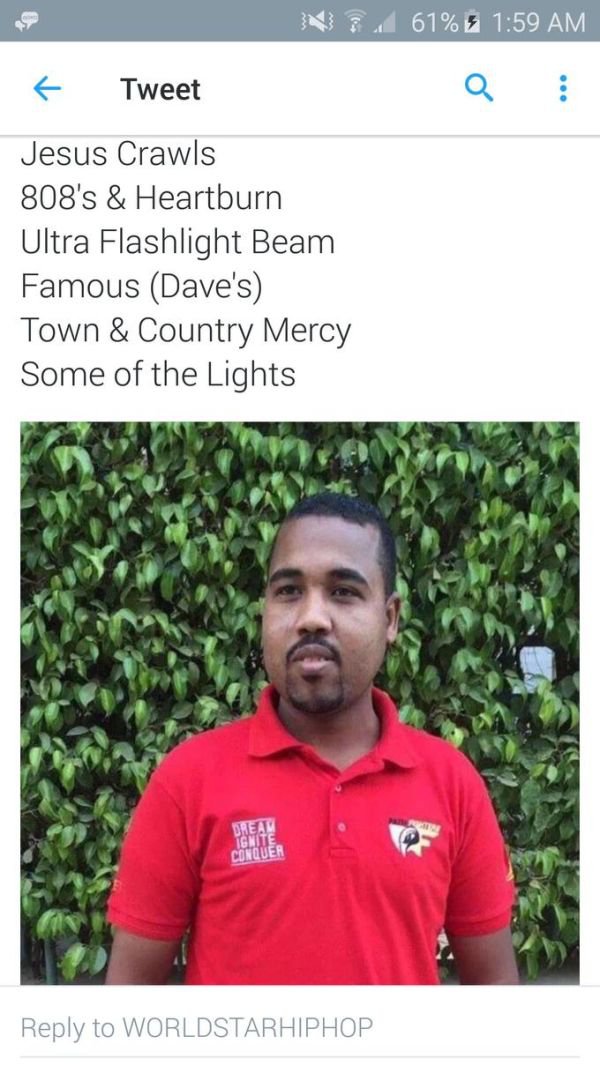 61% 1:59 AM
Tweet
Jesus Crawls
808's & Heartburn
Ultra Flashlight Beam
Famous (Dave's)
Town & Country Mercy
Some of the Lights
DREAM
IGNITE
CONQUER
Reply to WORLDSTARHIPHOP